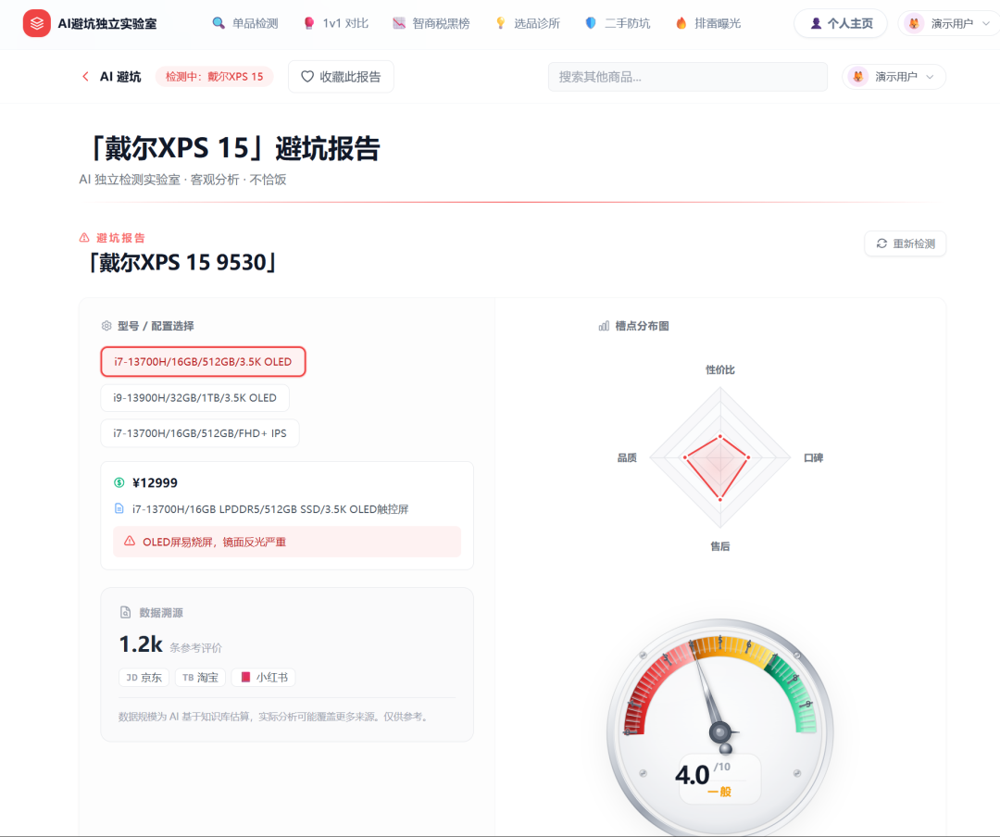 AI避坑独立实验室
单品检测
1v1 对比
智商税黑榜
选品诊所
二手防坑
排雷曝光
个人主页
演示用户
AI 避坑
检测中：戴尔XPS 15
收藏此报告
搜索其他商品...
演示用户
「戴尔XPS 15」避坑报告
AI 独立检测实验室 · 客观分析 · 不恰饭
避坑报告
「戴尔XPS 15 9530」
重新检测
型号 / 配置选择
i7-13700H/16GB/512GB/3.5K OLED
i9-13900H/32GB/1TB/3.5K OLED
i7-13700H/16GB/512GB/FHD+ IPS
¥12999
i7-13700H/16GB LPDDR5/512GB SSD/3.5K OLED触控屏
OLED屏易烧屏，镜面反光严重
数据溯源
1.2k 条参考评价
JD 京东
TB 淘宝
小红书
数据规模为 AI 基于知识库估算，实际分析可能覆盖更多来源。仅供参考。
槽点分布图
性价比
品质
口碑
售后
5
6
8
9
4.0 /10
一般